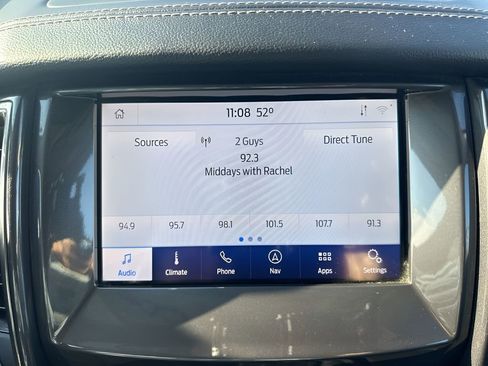 11:08 52°
Sources 2 Guys Direct Tune
92.3
Middays with Rachel
94.9 95.7 98.1 101.5 107.7 91.3
Audio Climate Phone Nav Apps Settings